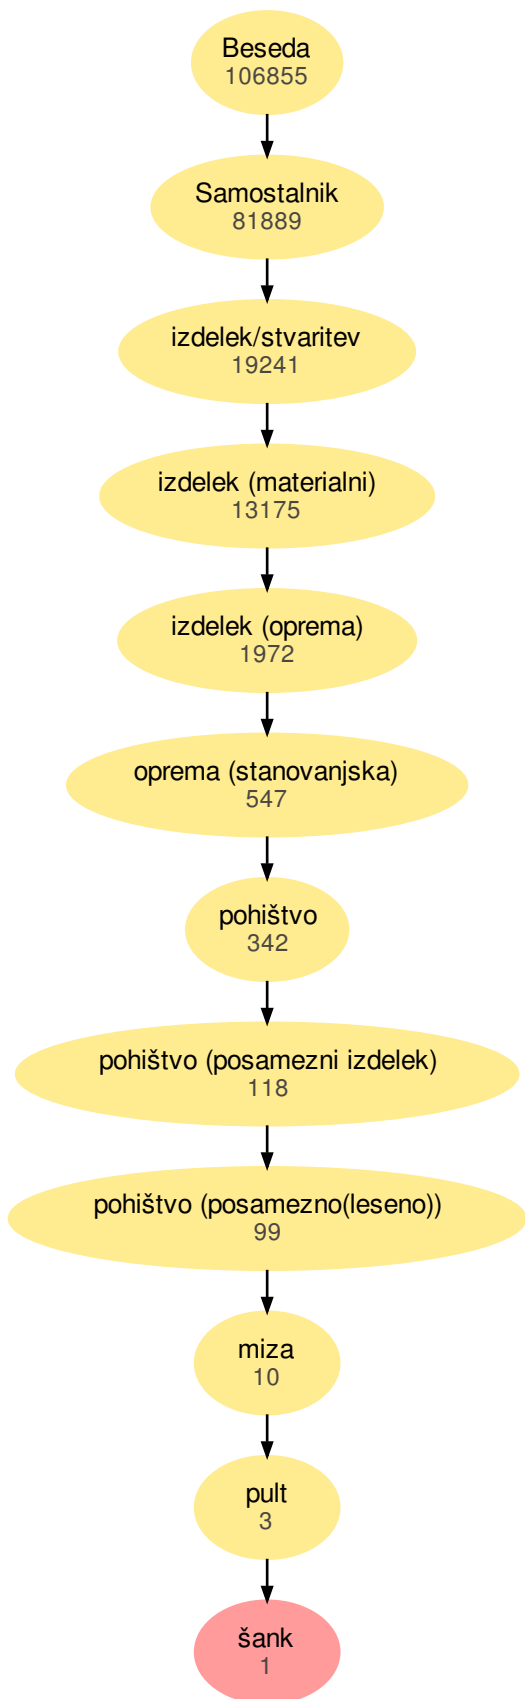 Beseda
106855
Samostalnik
81889
izdelek/stvaritev
19241
izdelek (materialni)
13175
izdelek (oprema)
1972
oprema (stanovanjska)
547
pohištvo
342
pohištvo (posamezni izdelek)
118
pohištvo (posamezno(leseno))
99
miza
10
pult
3
šank
1